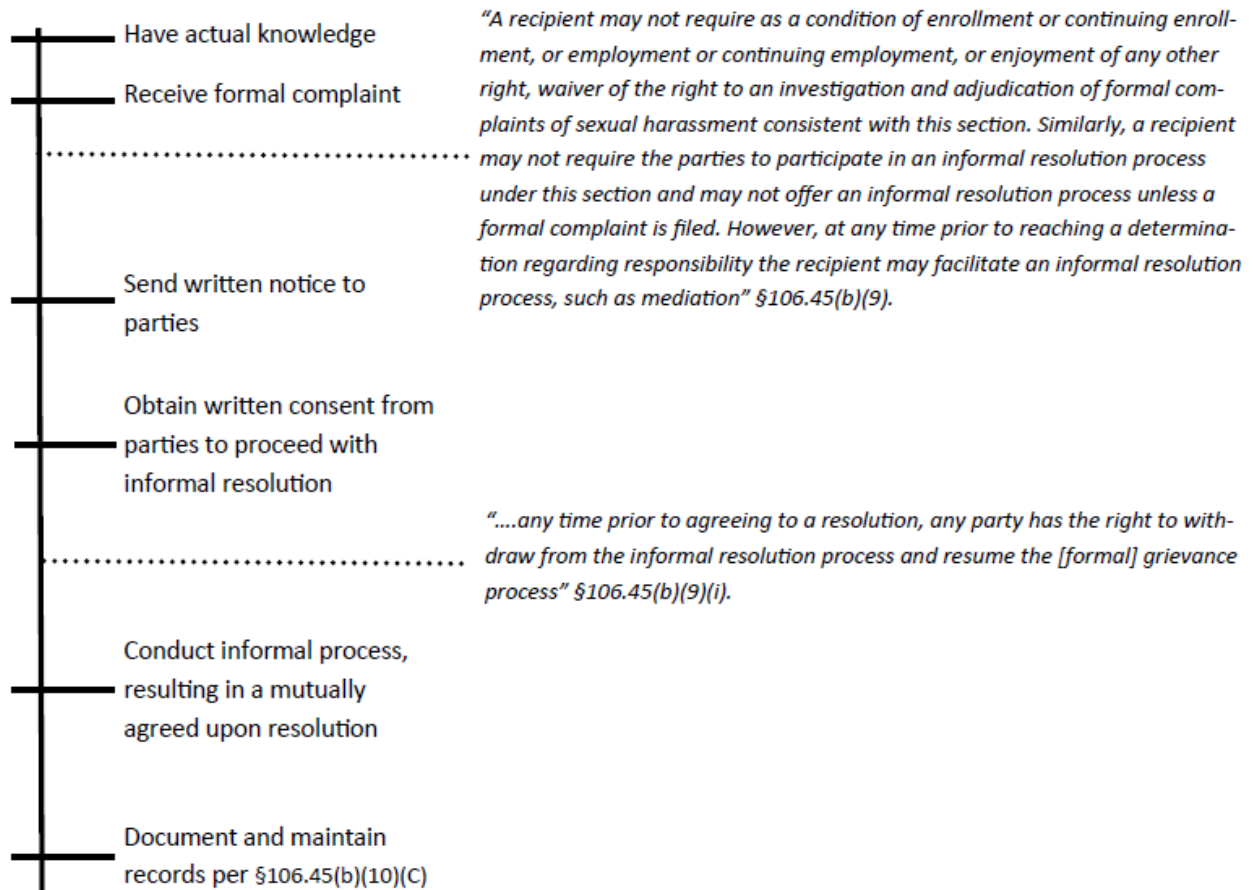 Have actual knowledge
Receive formal complaint
“A recipient may not require as a condition of enrollment or continuing enroll-
ment, or employment or continuing employment, or enjoyment of any other
right, waiver of the right to an investigation and adjudication of formal com-
plaints of sexual harassment consistent with this section. Similarly, a recipient
may not require the parties to participate in an informal resolution process
under this section and may not offer an informal resolution process unless a
formal complaint is filed. However, at any time prior to reaching a determina-
tion regarding responsibility the recipient may facilitate an informal resolution
process, such as mediation” §106.45(b)(9).
Send written notice to
parties
Obtain written consent from
parties to proceed with
informal resolution
“....any time prior to agreeing to a resolution, any party has the right to with-
draw from the informal resolution process and resume the [formal] grievance
process” §106.45(b)(9)(i).
Conduct informal process,
resulting in a mutually
agreed upon resolution
Document and maintain
records per §106.45(b)(10)(C)